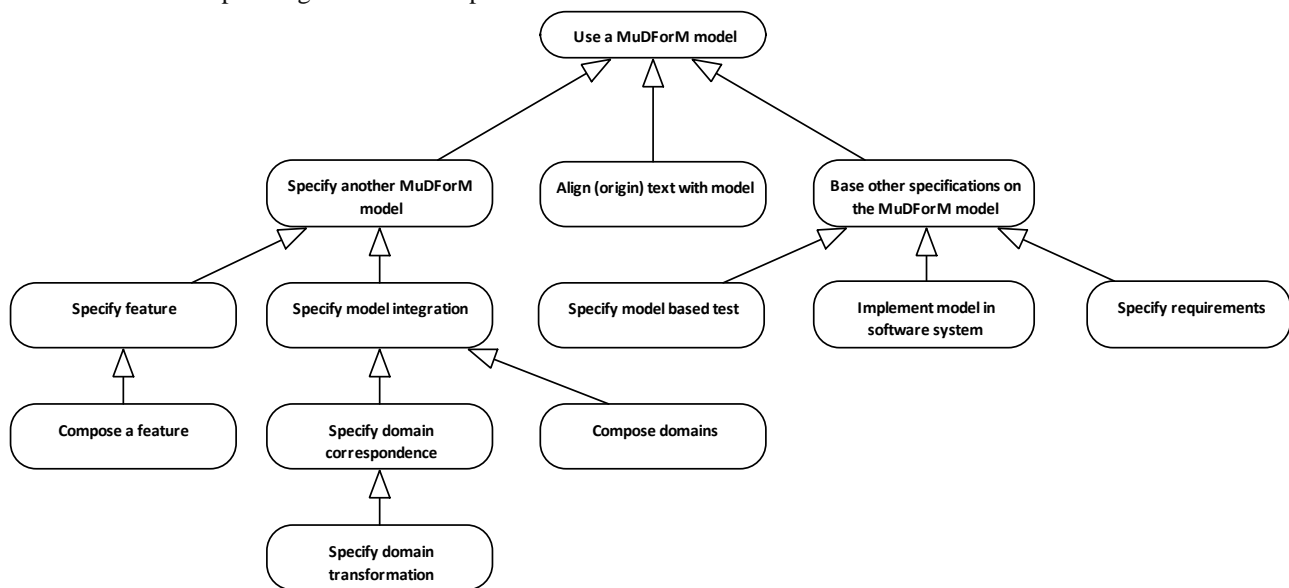 Use a MuDForM model
Specify another MuDForM
model
Align (origin) text with model
Base other specifications on
the MuDForM model
Specify feature
Specify model integration
Specify model based test
Implement model in
software system
Specify requirements
Compose a feature
Specify domain
correspondence
Compose domains
Specify domain
transformation